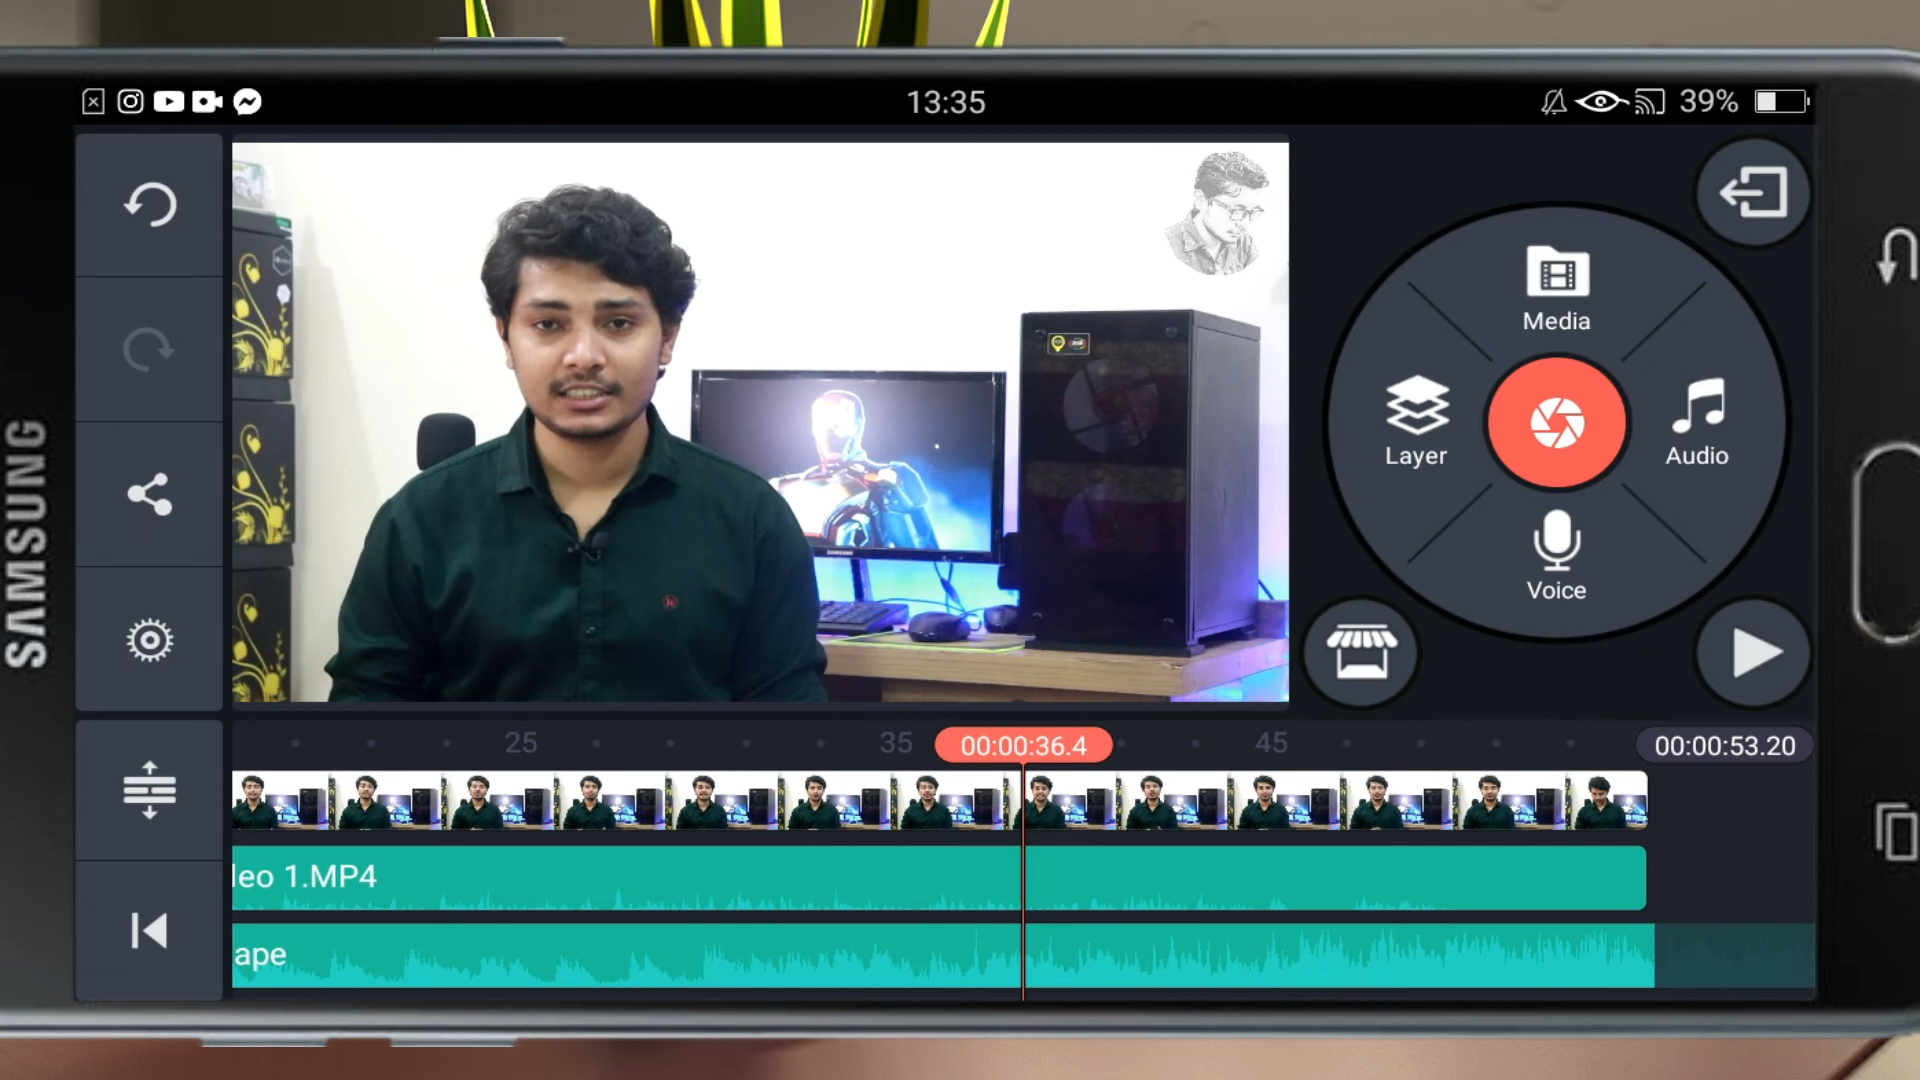 13:35
39%
SAMSUNG
Media
Layer
Audio
Voice
SAMSUNG
25
35
00:00:36.4
45
00:00:53.20
leo 1.MP4
ape